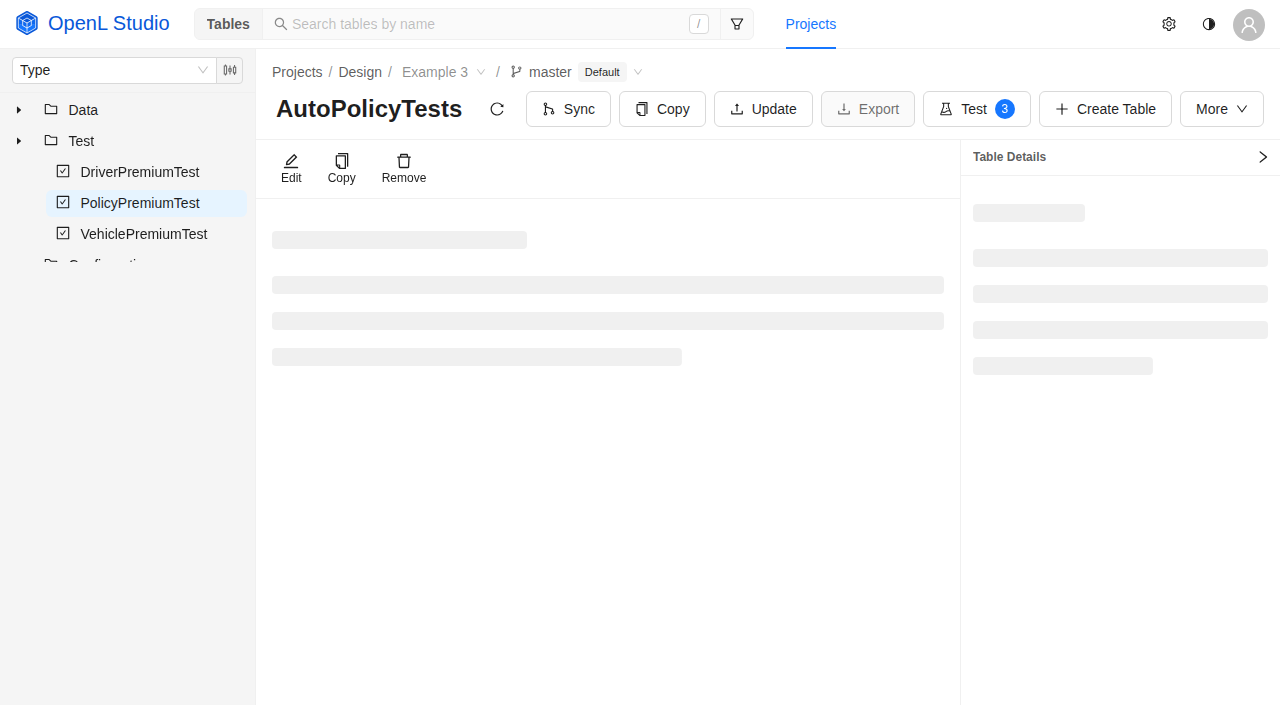 OpenL Studio
Tables
Search tables by name
/
Projects
Type
Data
Test
DriverPremiumTest
PolicyPremiumTest
VehiclePremiumTest
Projects / Design / Example 3 / master Default
AutoPolicyTests
Sync
Copy
Update
Export
Test 3
Create Table
More
Edit
Copy
Remove
Table Details